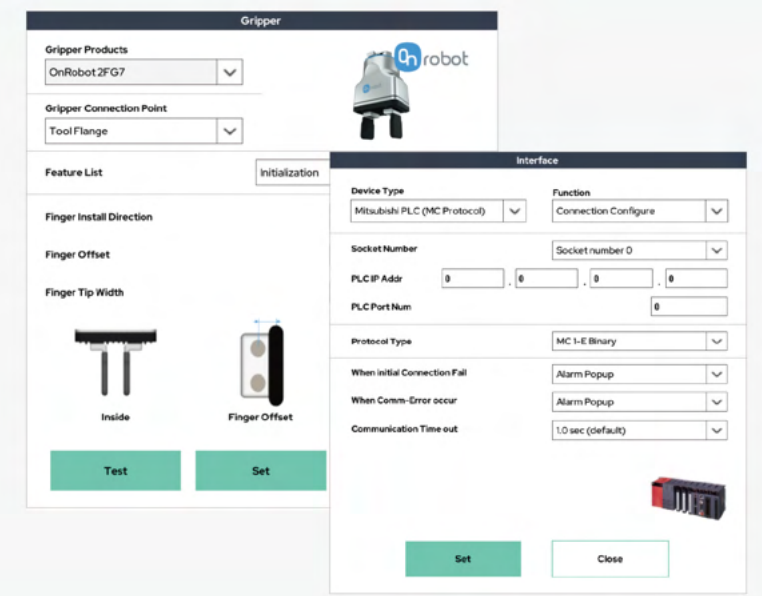 Gripper
Gripper Products
OnRobot 2FG7
On robot
Gripper Connection Point
Tool Flange
Feature List
Initialization
Finger Install Direction
Finger Offset
Finger Tip Width
Inside
Finger Offset
Test
Set
Interface
Device Type
Function
Mitsubishi PLC (MC Protocol)
Connection Configure
Socket Number
Socket number 0
PLC IP Addr
0 . 0 . 0 . 0
PLC Port Num
0
Protocol Type
MC 1-E Binary
When initial Connection Fail
Alarm Popup
When Comm-Error occur
Alarm Popup
Communication Time out
1.0 sec (default)
Set
Close